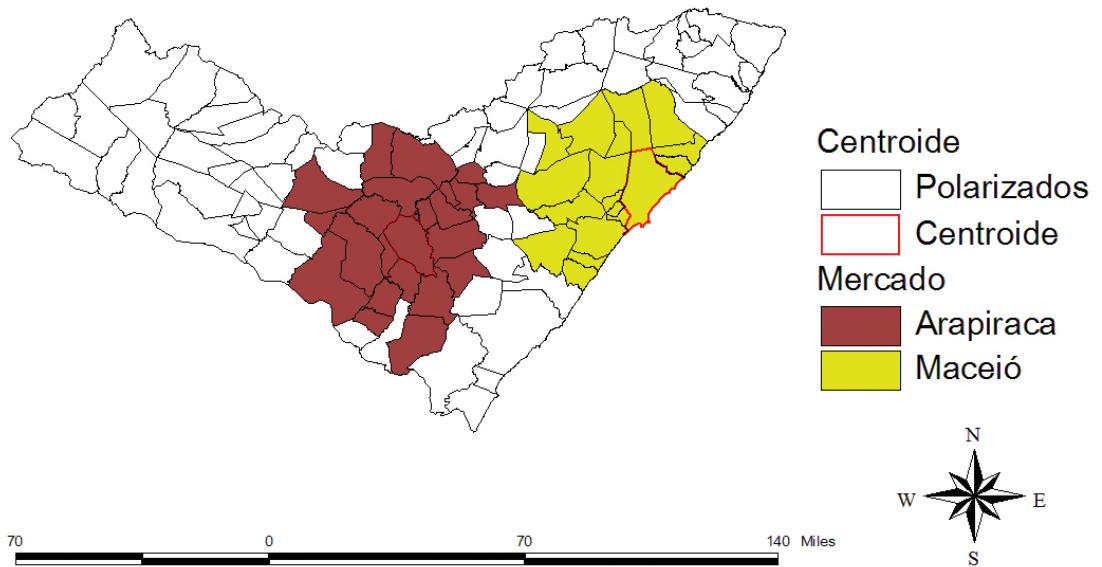 Centroide
Polarizados
Centroide
Mercado
Arapiraca
Maceió
N
W E
S
70 0 70 140 Miles